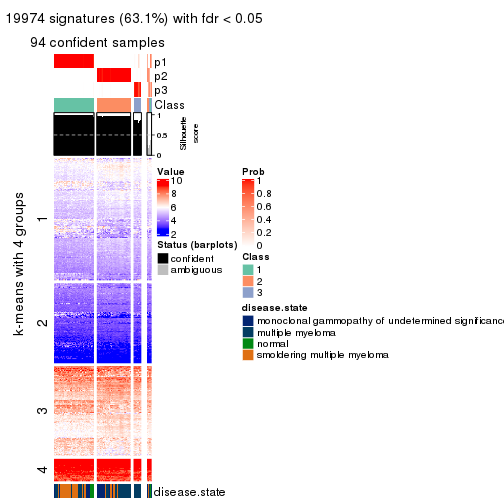 19974 signatures (63.1%) with fdr < 0.05
94 confident samples
p1
p2
p3
Class
1
0.5
0
Silhouette
score
k-means with 4 groups
1
2
3
4
disease.state
Value
10
8
6
4
2
Status (barplots)
confident
ambiguous
Prob
1
0.8
0.6
0.4
0.2
0
Class
1
2
3
disease.state
monoclonal gammopathy of undetermined significance
multiple myeloma
normal
smoldering multiple myeloma